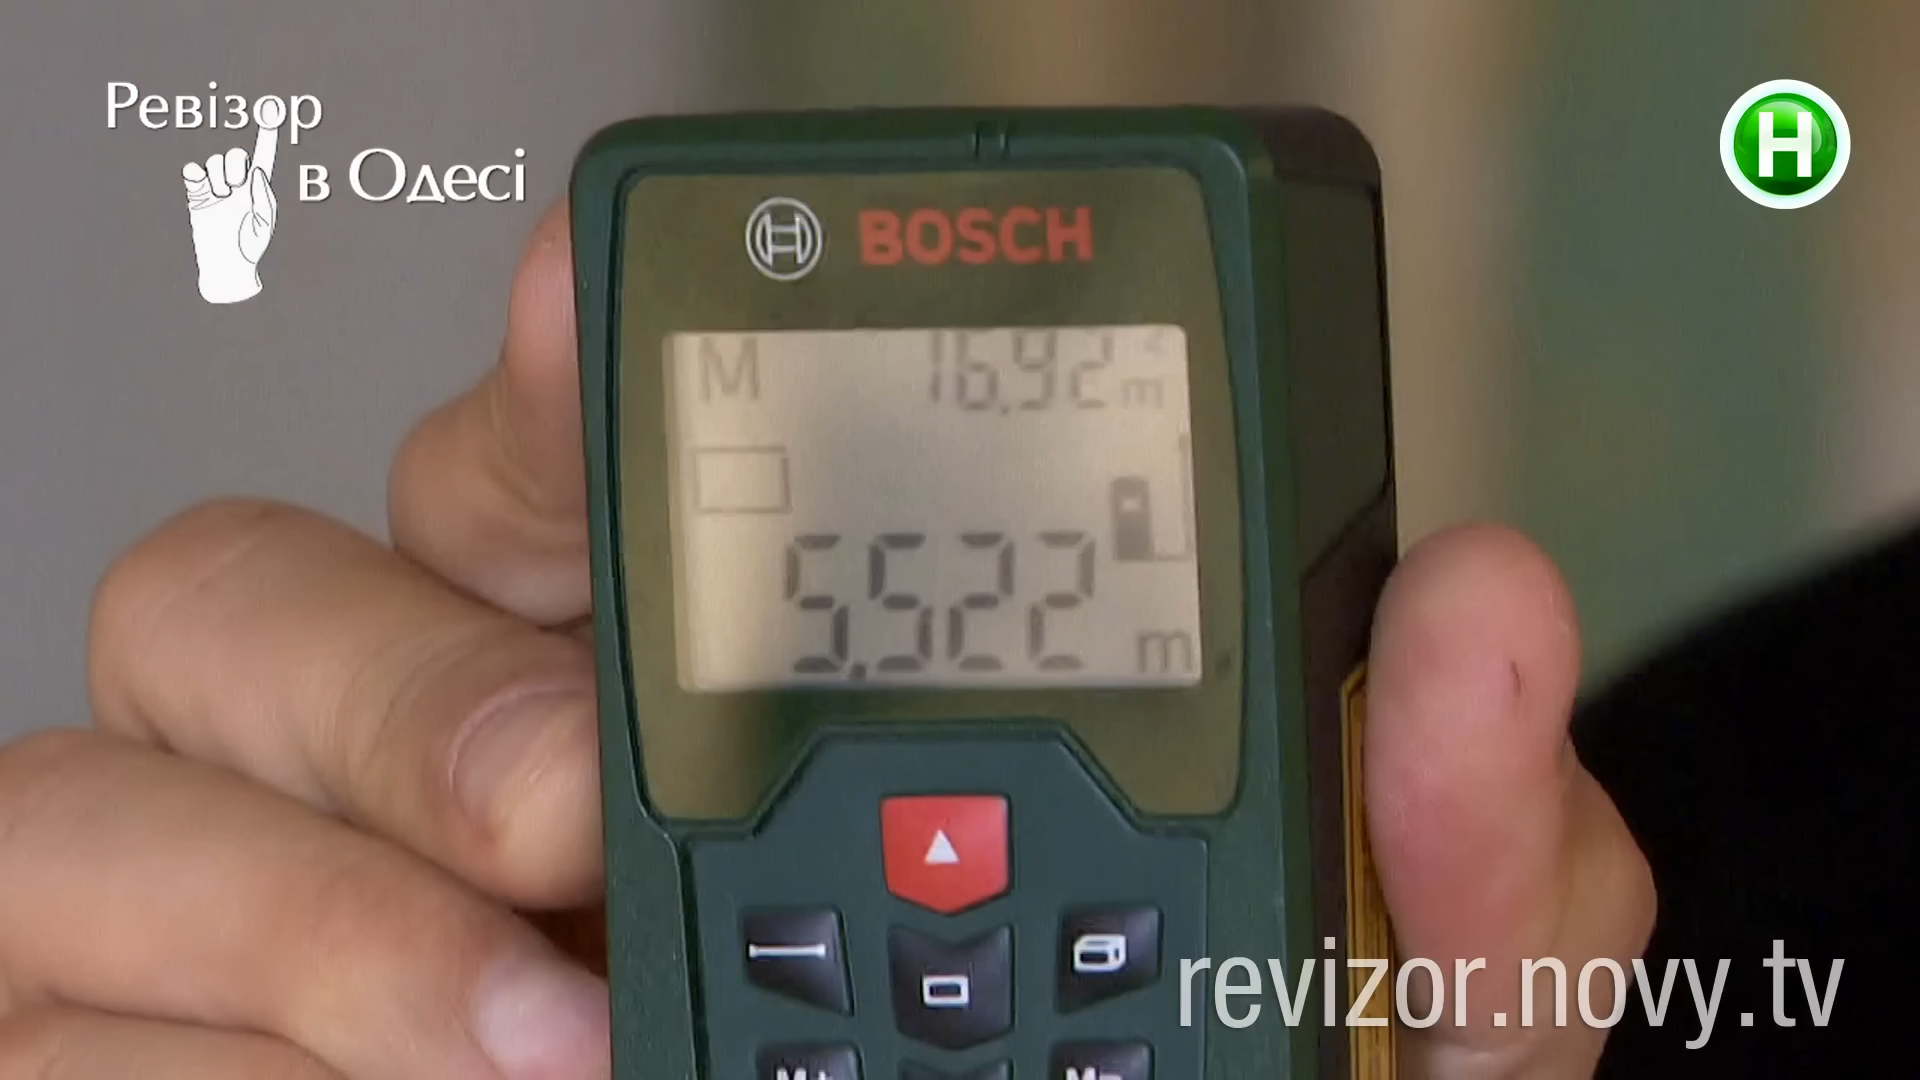 Ревізор
в Одесі
H
BOSCH
M
16.92 m²
5.522 m
revizor.novy.tv